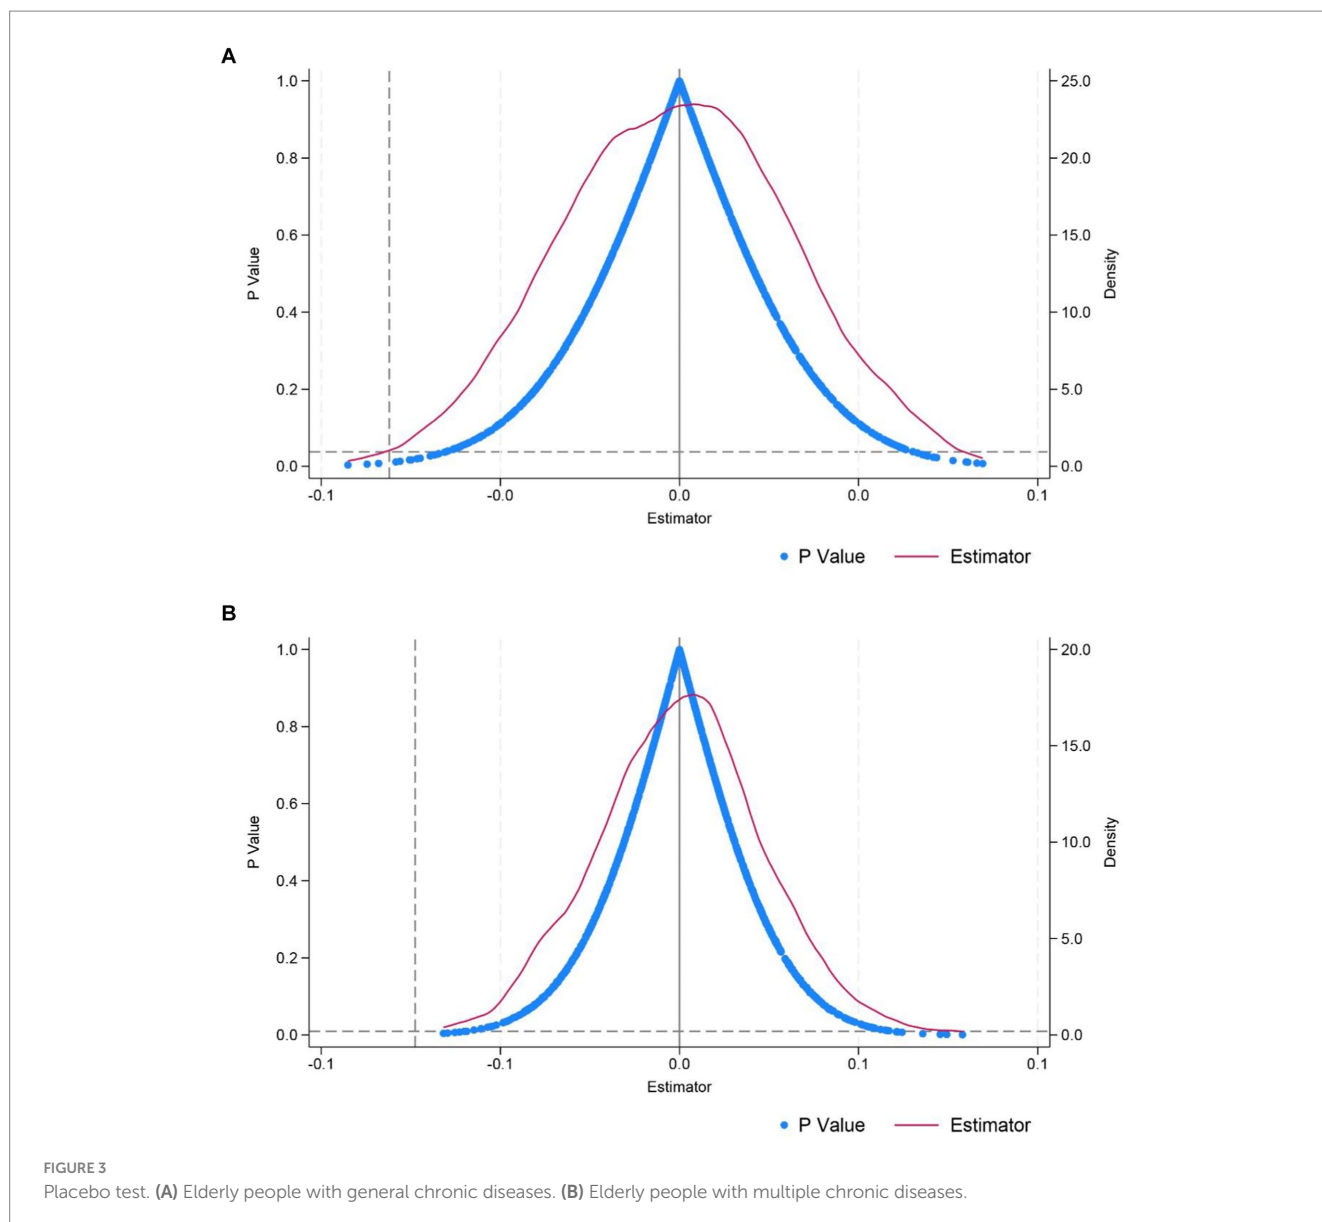 A
1.0
0.8
0.6
0.4
0.2
0.0
P Value
25.0
20.0
15.0
10.0
5.0
0.0
Density
-0.1 -0.0 0.0 0.0 0.1
Estimator
P Value Estimator
B
1.0
0.8
0.6
0.4
0.2
0.0
P Value
20.0
15.0
10.0
5.0
0.0
Density
-0.1 -0.1 0.0 0.1 0.1
Estimator
P Value Estimator
FIGURE 3
Placebo test. (A) Elderly people with general chronic diseases. (B) Elderly people with multiple chronic diseases.